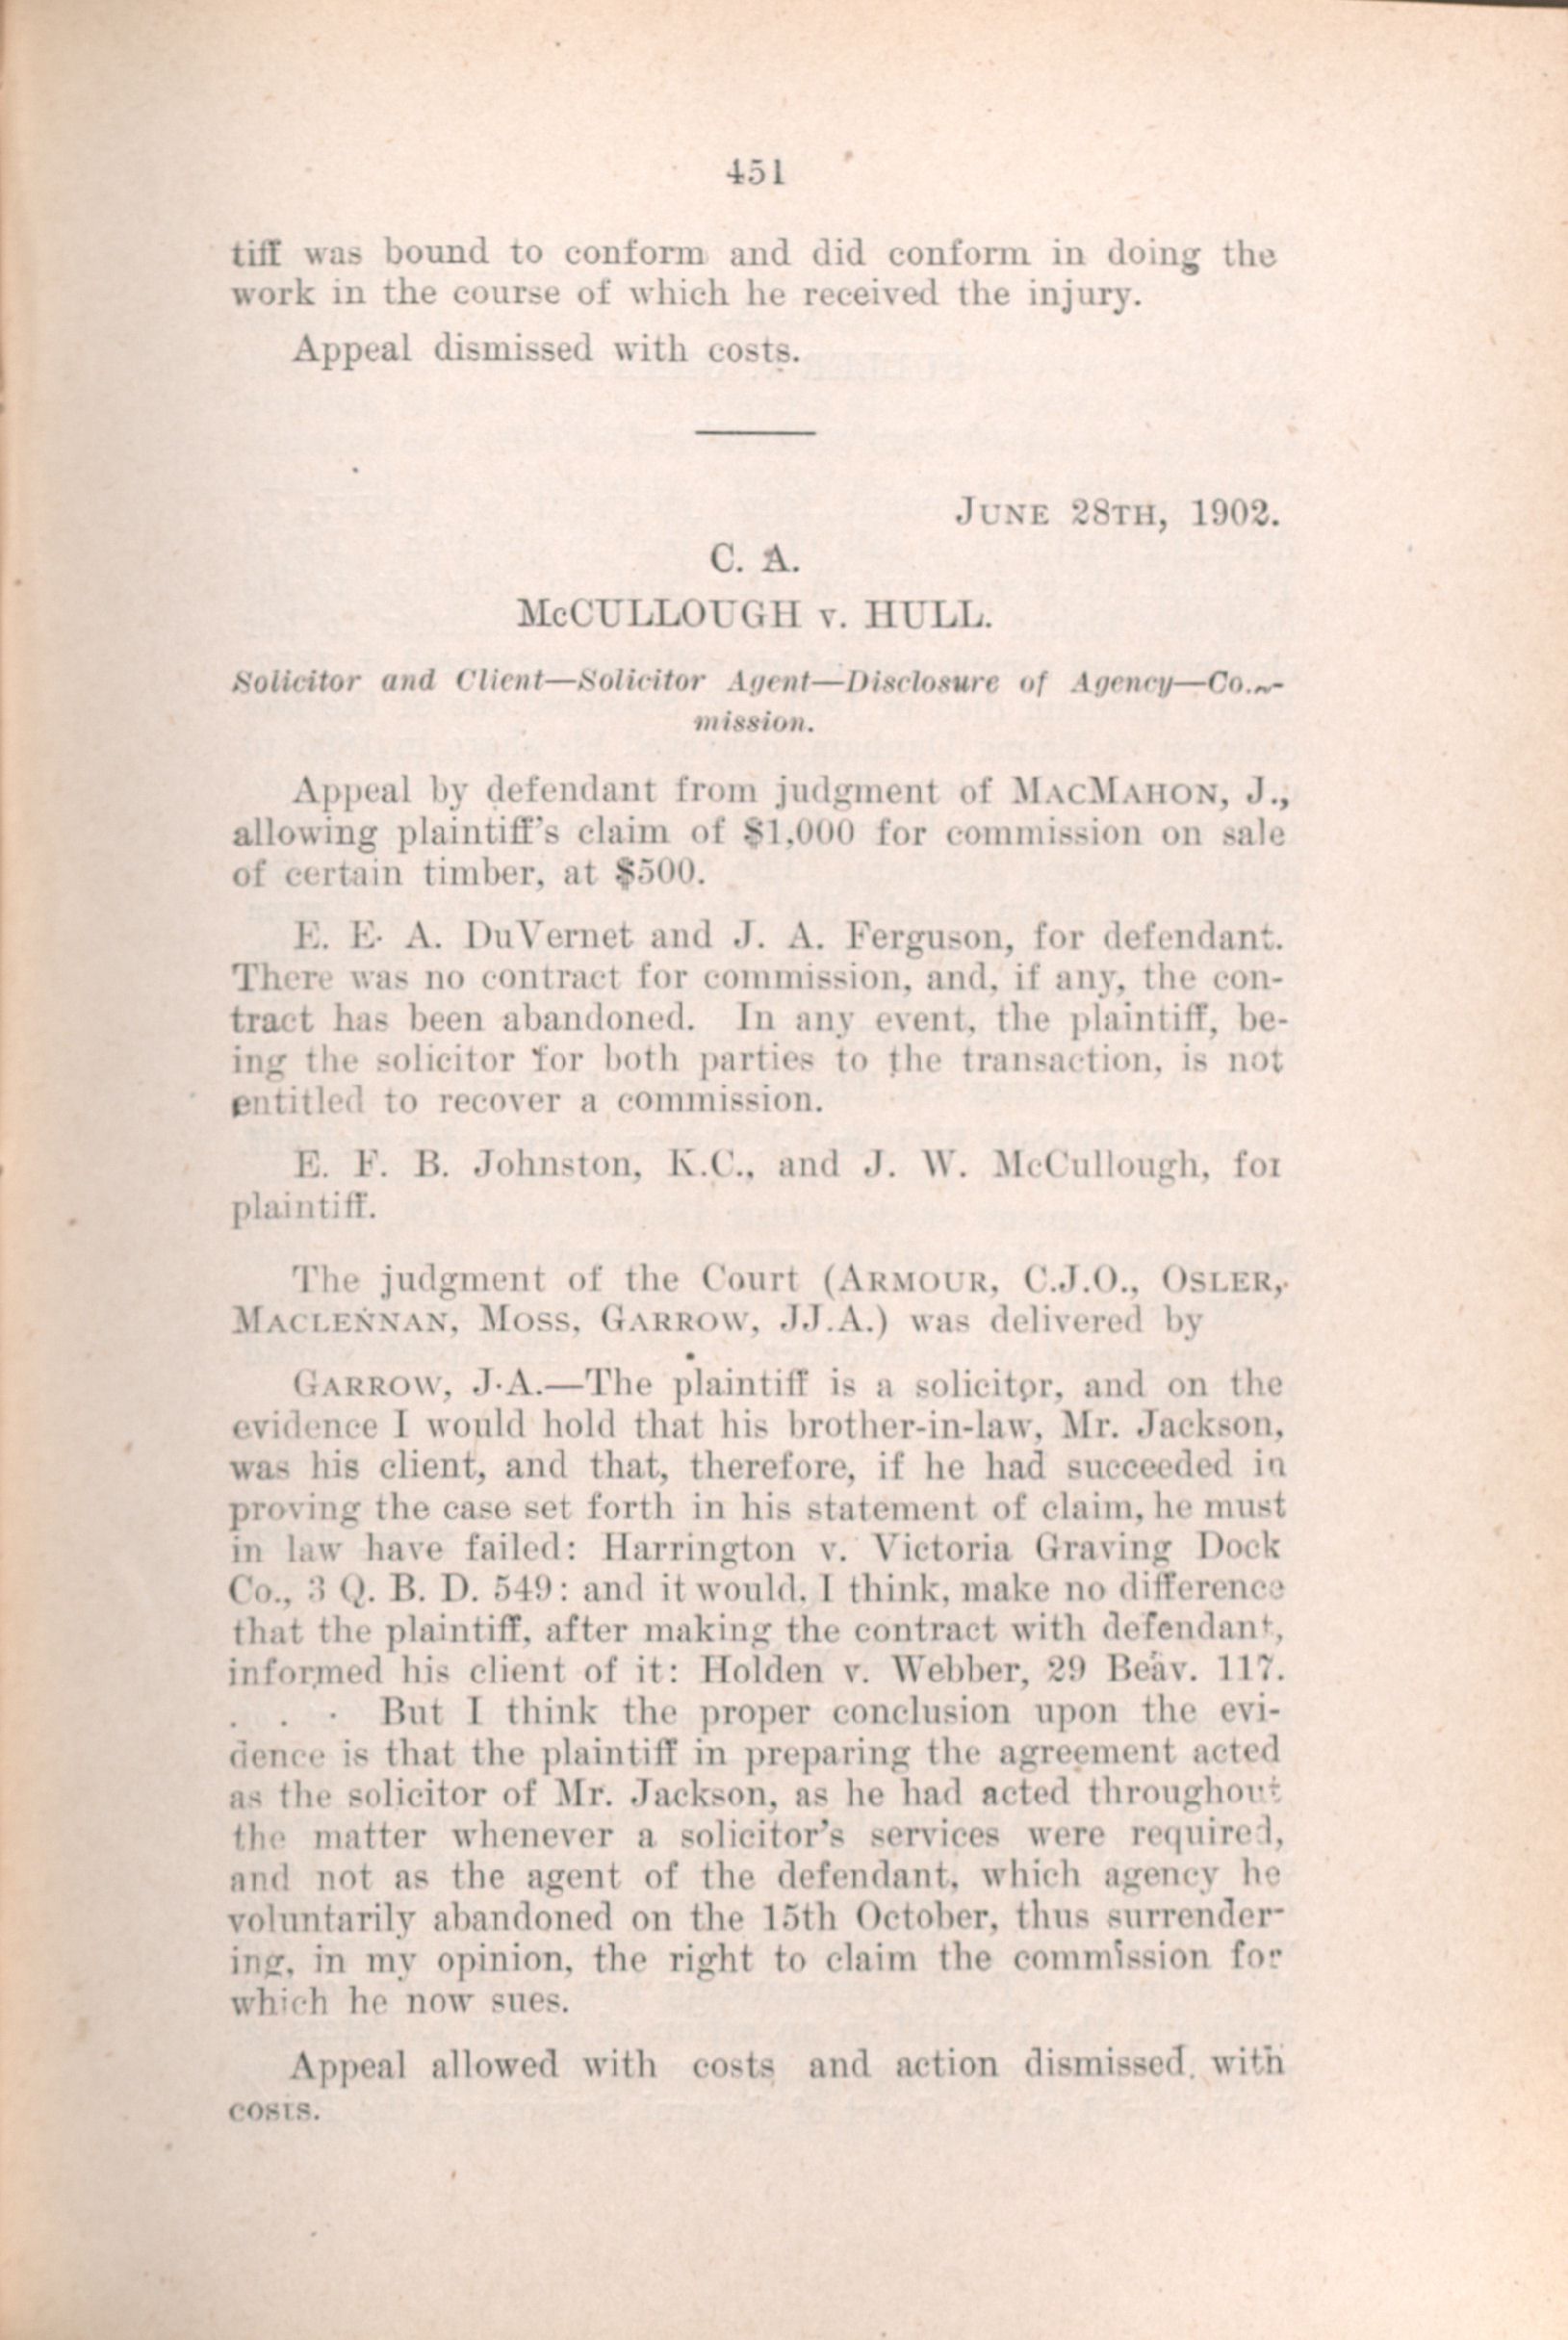 451
tiff was bound to conform and did conform in doing the
work in the course of which he received the injury.
Appeal dismissed with costs.
JUNE 28TH, 1902.
C. A.
McCULLOUGH v. HULL.
Solicitor and Client—Solicitor Agent—Disclosure of Agency—Com-
mission.
Appeal by defendant from judgment of MACMAHON, J.,
allowing plaintiff's claim of $1,000 for commission on sale
of certain timber, at $500.
E. E. A. DuVernet and J. A. Ferguson, for defendant.
There was no contract for commission, and, if any, the con-
tract has been abandoned. In any event, the plaintiff, be-
ing the solicitor for both parties to the transaction, is not
entitled to recover a commission.
E. F. B. Johnston, K.C., and J. W. McCullough, for
plaintiff.
The judgment of the Court (ARMOUR, C.J.O., OSLER,
MACLENNAN, MOSS, GARROW, JJ.A.) was delivered by
GARROW, J.A.—The plaintiff is a solicitor, and on the
evidence I would hold that his brother-in-law, Mr. Jackson,
was his client, and that, therefore, if he had succeeded in
proving the case set forth in his statement of claim, he must
in law have failed: Harrington v. Victoria Graving Dock
Co., 3 Q. B. D. 549: and it would, I think, make no difference
that the plaintiff, after making the contract with defendant,
informed his client of it: Holden v. Webber, 29 Beav. 117.
. . . But I think the proper conclusion upon the evi-
dence is that the plaintiff in preparing the agreement acted
as the solicitor of Mr. Jackson, as he had acted throughout
the matter whenever a solicitor's services were required,
and not as the agent of the defendant, which agency he
voluntarily abandoned on the 15th October, thus surrender-
ing, in my opinion, the right to claim the commission for
which he now sues.
Appeal allowed with costs and action dismissed with
costs.